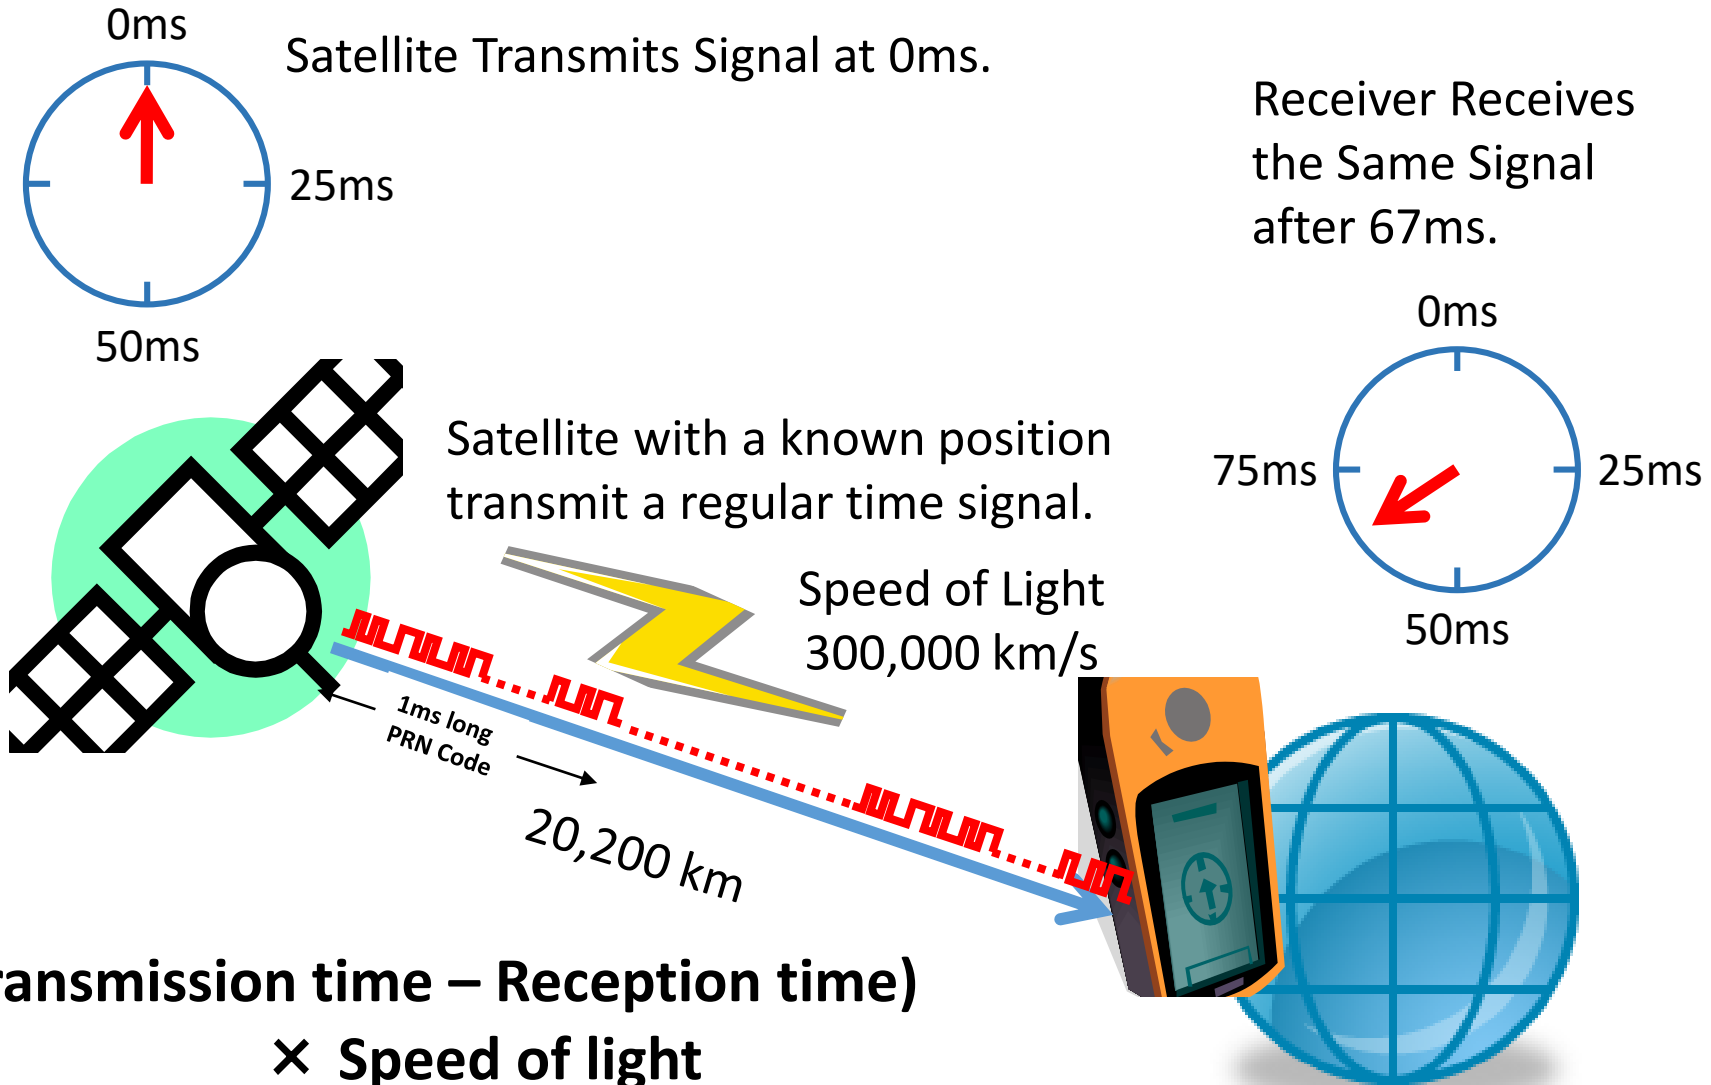 0ms
Satellite Transmits Signal at 0ms.
25ms
50ms
Receiver Receives
the Same Signal
after 67ms.
0ms
75ms
25ms
50ms
Satellite with a known position
transmit a regular time signal.
Speed of Light
300,000 km/s
1ms long
PRN Code
20,200 km
ansmission time – Reception time)
× Speed of light